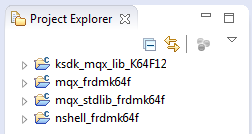 Project Explorer
ksdk_mqx_lib_K64F12
mqx_frdmk64f
mqx_stdlib_frdmk64f
nshell_frdmk64f